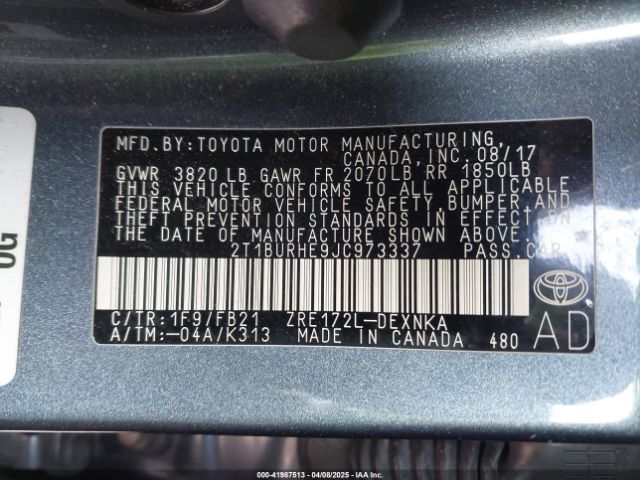 MFD. BY: TOYOTA MOTOR MANUFACTURING,
CANADA, INC. 08/17
GVWR 3820 LB GAWR FR 2070LB RR 1850LB
THIS VEHICLE CONFORMS TO ALL APPLICABLE
FEDERAL MOTOR VEHICLE SAFETY, BUMPER, AND
THEFT PREVENTION STANDARDS IN EFFECT ON
THE DATE OF MANUFACTURE SHOWN ABOVE.
2T1BURHE9JC973337 PASS. CAR
C/TR: 1F9/FB21 ZRE172L-DEXNKA
A/TM: -04A/K313 MADE IN CANADA 480
AD
OG
000-41987513 - 04/08/2025 - IAA Inc.